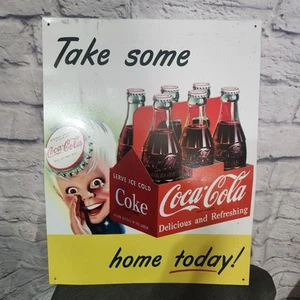 Take some
Coca-Cola
SERVE ICE COLD
Coke
Coca-Cola
Delicious and Refreshing
home today!